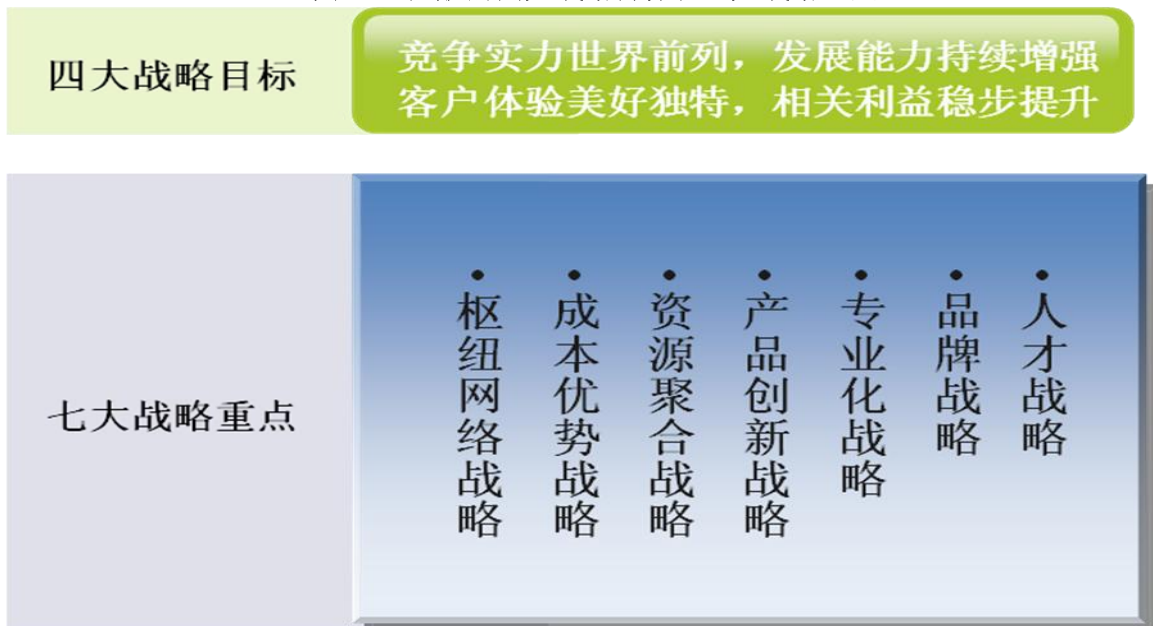 四大战略目标
竞争实力世界前列，发展能力持续增强
客户体验美好独特，相关利益稳步提升
七大战略重点
•枢纽网络战略
•成本优势战略
•资源聚合战略
•产品创新战略
•专业化战略
•品牌战略
•人才战略